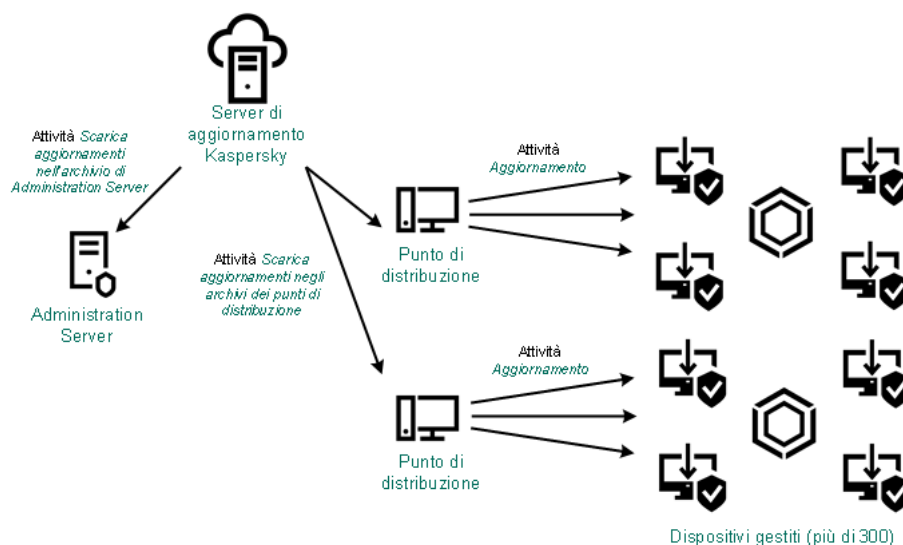 Server di
aggiornamento
Kaspersky
Attività Scarica
aggiornamenti
nell'archivio di
Administration Server
Administration
Server
Attività Scarica
aggiornamenti negli
archivi dei punti di
distribuzione
Attività
Aggiornamento
Punto di
distribuzione
Attività
Aggiornamento
Punto di
distribuzione
Dispositivi gestiti (più di 300)